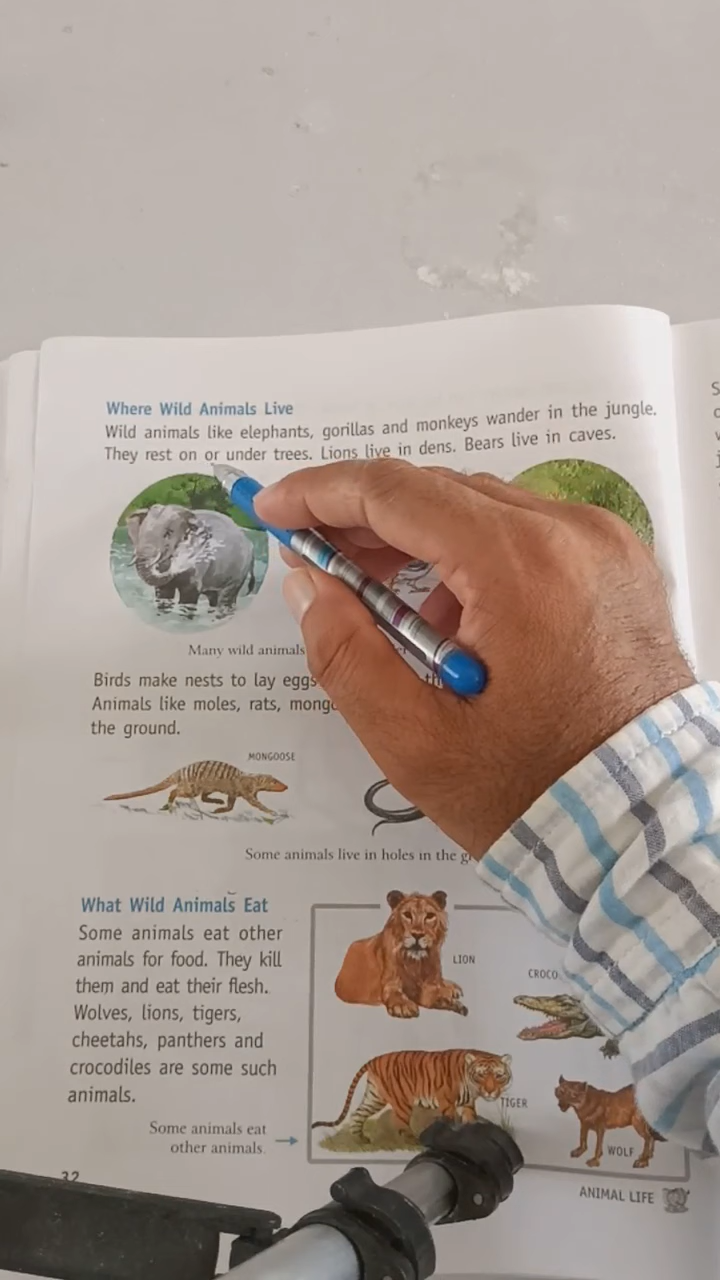 Where Wild Animals Live
Wild animals like elephants, gorillas and monkeys wander in the jungle.
They rest on or under trees. Lions live in dens. Bears live in caves.
Many wild animals
Birds make nests to lay eggs
Animals like moles, rats,
the ground.
MONGOOSE
Some animals live in holes in the
What Wild Animals Eat
Some animals eat other
animals for food. They kill
them and eat their flesh.
Wolves, lions, tigers,
cheetahs, panthers and
crocodiles are some such
animals.
Some animals eat
other animals.
LION
TIGER
WOLF
32
ANIMAL LIFE